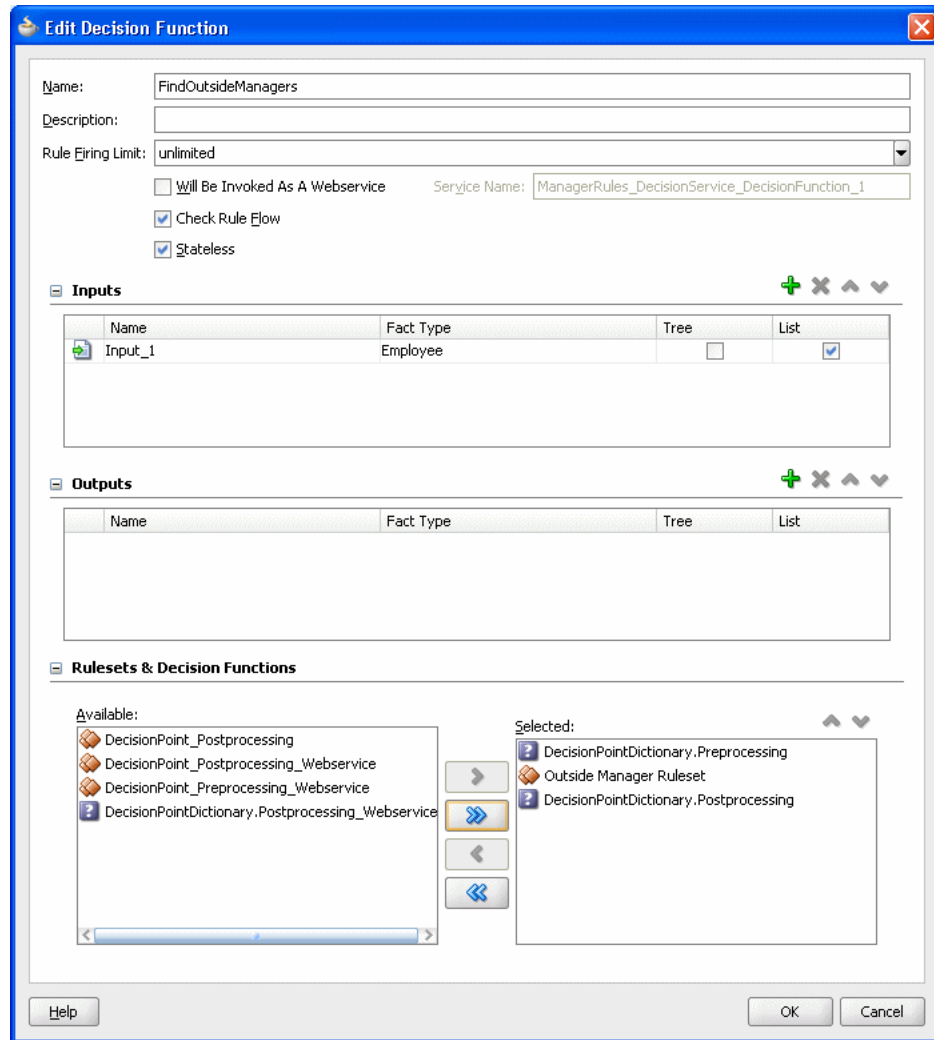 Edit Decision Function
Name: FindOutsideManagers
Description:
Rule Firing Limit: unlimited
Will Be Invoked As A Webservice Service Name: ManagerRules_DecisionService_DecisionFunction_1
Check Rule Flow
Stateless
Inputs
Name Fact Type Tree List
Input_1 Employee
Outputs
Name Fact Type Tree List
Rulesets & Decision Functions
Available:
DecisionPoint_Postprocessing
DecisionPoint_Postprocessing_Webservice
DecisionPoint_Preprocessing_Webservice
DecisionPointDictionary.Postprocessing_Webservice
Selected:
DecisionPointDictionary.Preprocessing
Outside Manager Ruleset
DecisionPointDictionary.Postprocessing
Help OK Cancel